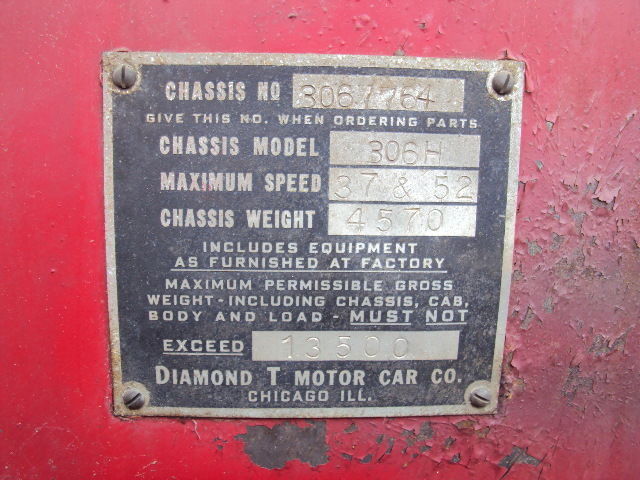 CHASSIS NO 3067764
GIVE THIS NO. WHEN ORDERING PARTS
CHASSIS MODEL 306H
MAXIMUM SPEED 37 & 52
CHASSIS WEIGHT 4570
INCLUDES EQUIPMENT
AS FURNISHED AT FACTORY
MAXIMUM PERMISSIBLE GROSS
WEIGHT-INCLUDING CHASSIS, CAB,
BODY AND LOAD - MUST NOT
EXCEED 13500
DIAMOND T MOTOR CAR CO.
CHICAGO ILL.